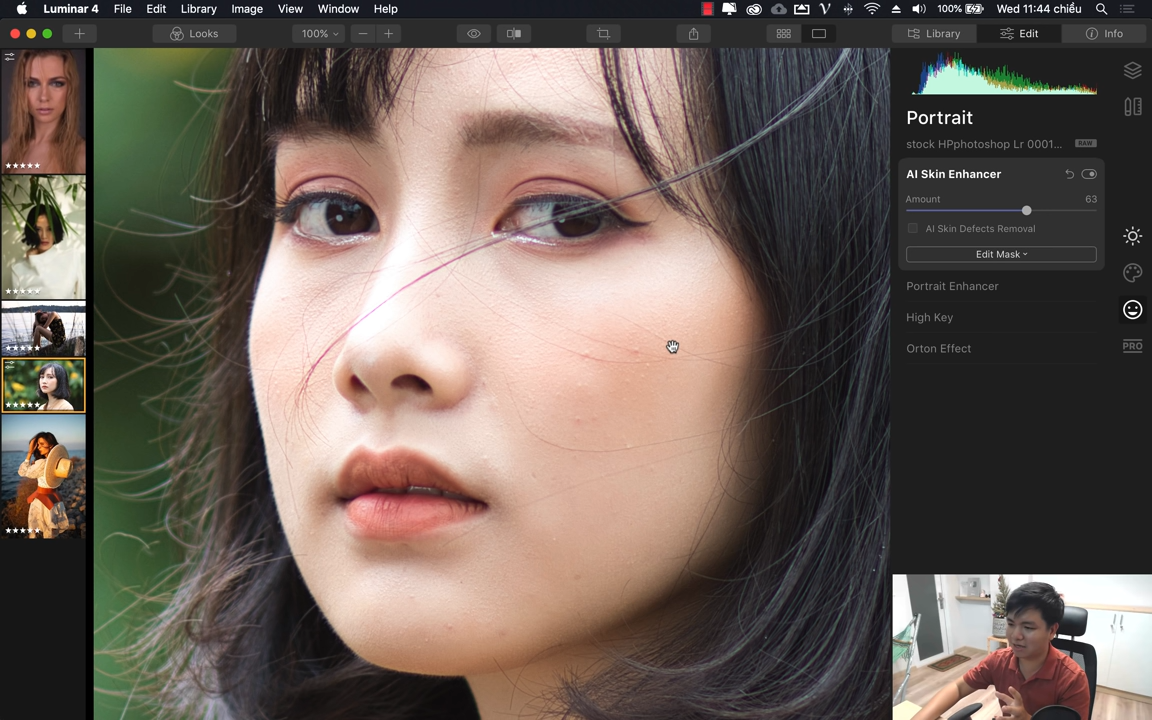 Luminar 4 File Edit Image Library View Window Help 100% Wed 11:44 chiều
Looks 100% Library Edit Info
Portrait
stock HPphotoshop Lr 0001... RAW
AI Skin Enhancer
Amount 63
AI Skin Defects Removal
Edit Mask
Portrait Enhancer
High Key
Orton Effect
PRO